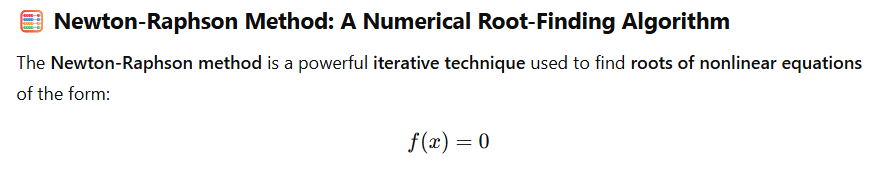 🧮 Newton-Raphson Method: A Numerical Root-Finding Algorithm
The Newton-Raphson method is a powerful iterative technique used to find roots of nonlinear equations
of the form:
f(x) = 0